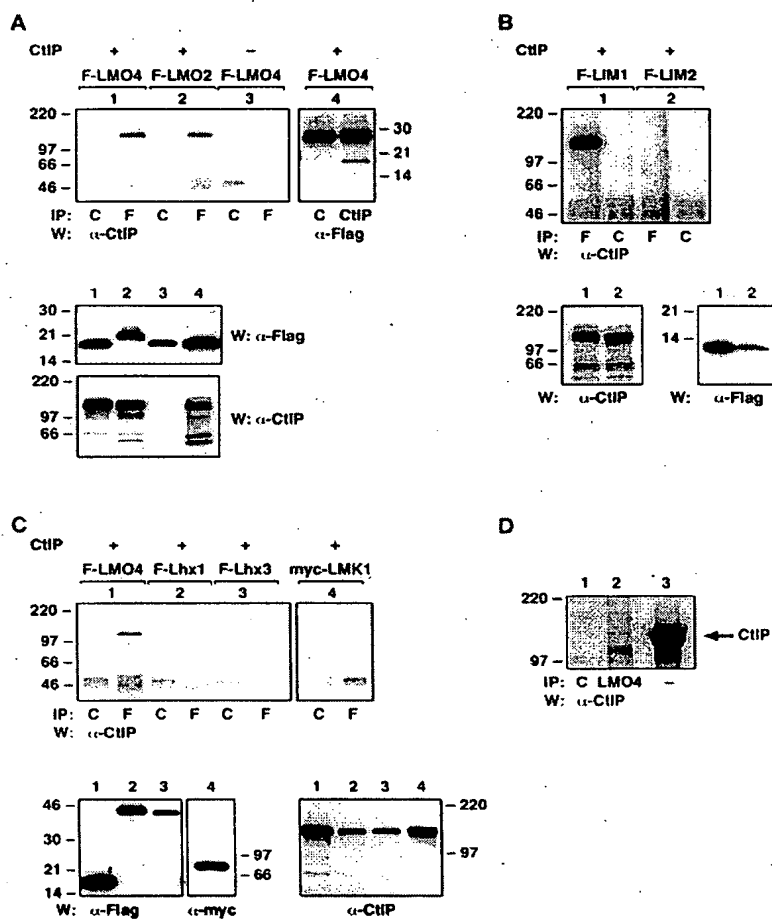 A
CtIP + + – +
F-LMO4 F-LMO2 F-LMO4 F-LMO4
1 2 3 4
220 –
97 –
66 –
46 –
– 30
– 21
– 14
IP: C F C F C F C CtIP
W: α-CtIP α-Flag
1 2 3 4
30 –
21 –
14 –
W: α-Flag
220 –
97 –
66 –
W: α-CtIP
B
CtIP + +
F-LIM1 F-LIM2
1 2
220 –
97 –
66 –
46 –
IP: F C F C
W: α-CtIP
1 2
220 –
97 –
66 –
W: α-CtIP
1 2
21 –
14 –
W: α-Flag
C
CtIP + + + +
F-LMO4 F-Lhx1 F-Lhx3 myc-LMK1
1 2 3 4
220 –
97 –
66 –
46 –
IP: C F C F C F C F
W: α-CtIP
1 2 3 4
46 –
30 –
21 –
14 –
– 97
– 66
W: α-Flag α-myc
1 2 3 4
– 220
– 97
α-CtIP
D
1 2 3
220 –
97 –
CtIP
IP: C LMO4 –
W: α-CtIP